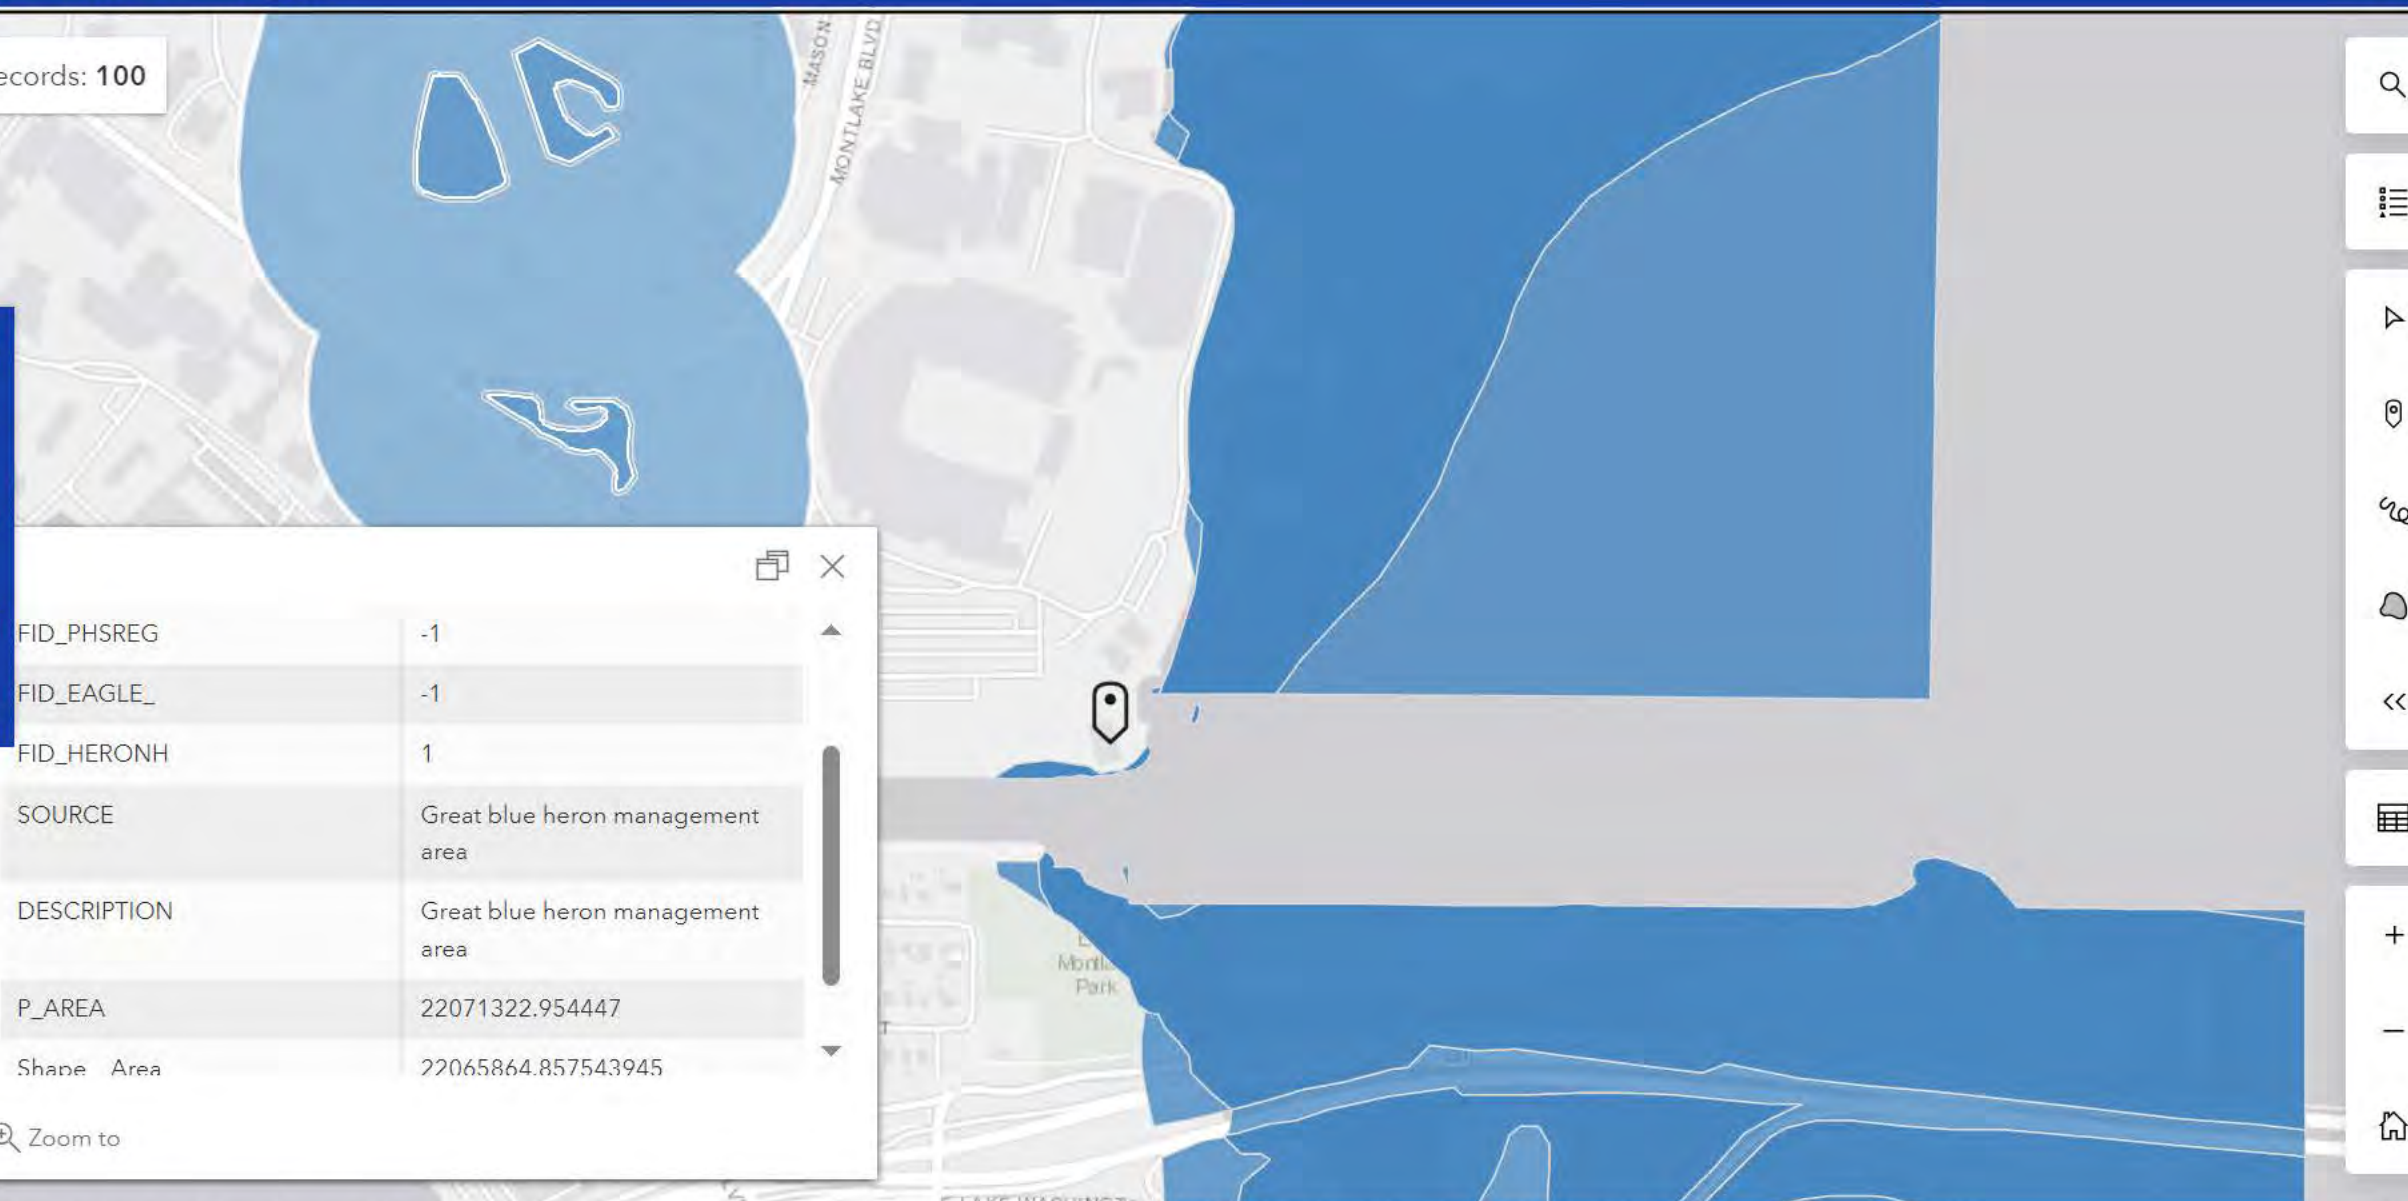 ecords: 100
MASON
MONTLAKE BLVD
FID_PHSREG -1
FID_EAGLE_ -1
FID_HERONH 1
SOURCE Great blue heron management
area
DESCRIPTION Great blue heron management
area
P_AREA 22071322.954447
Shape__Area 22065864.857543945
Zoom to
Park